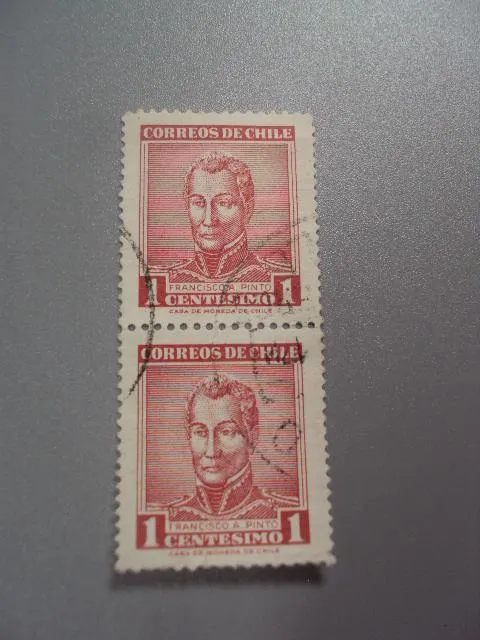 CORREOS DE CHILE
FRANCISCO A. PINTO
1 CENTESIMO 1
CASA DE MONEDA DE CHILE
CORREOS DE CHILE
FRANCISCO A. PINTO
1 CENTESIMO 1
CASA DE MONEDA DE CHILE